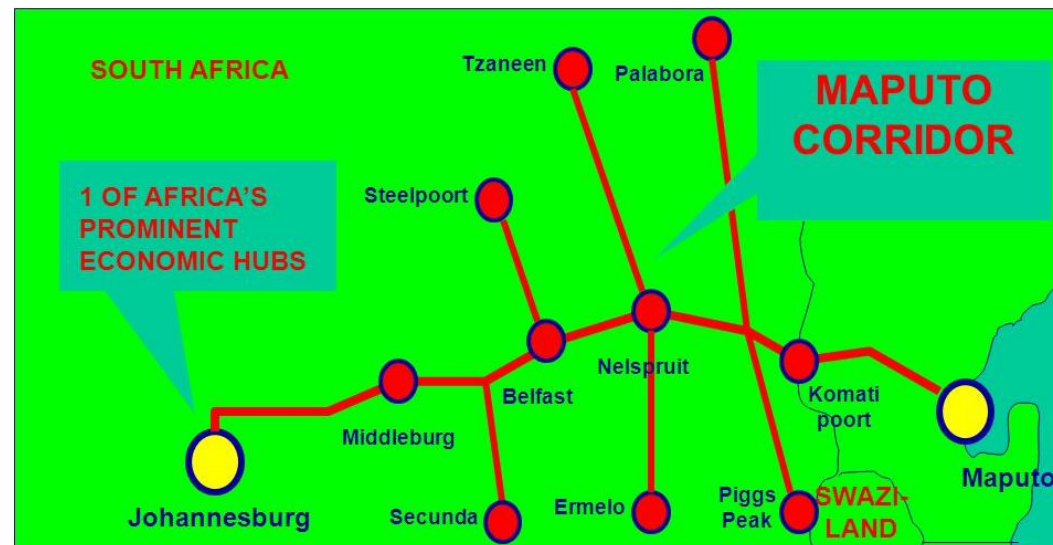 SOUTH AFRICA
Tzaneen
Palabora
MAPUTO
CORRIDOR
1 OF AFRICA'S
PROMINENT
ECONOMIC HUBS
Steelpoort
Nelspruit
Belfast
Komati
poort
Middleburg
Maputo
Johannesburg
Secunda
Ermelo
Piggs
Peak
SWAZI-
LAND